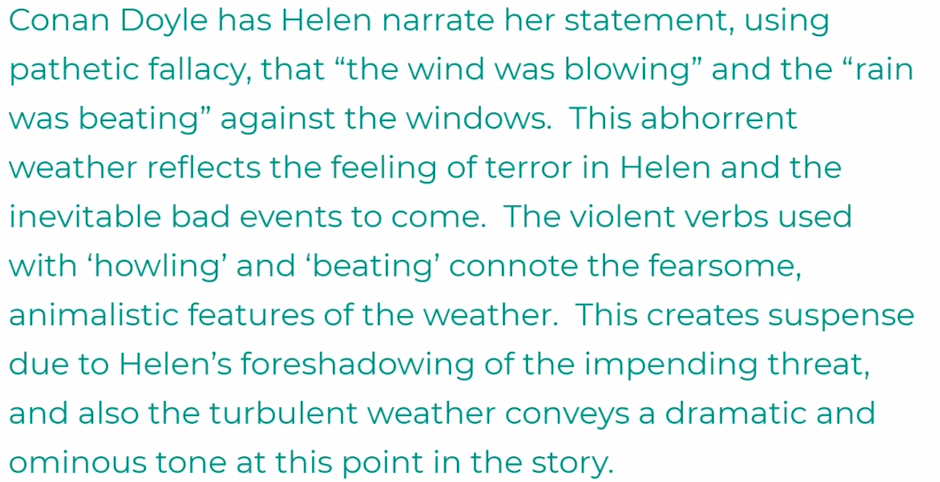 Conan Doyle has Helen narrate her statement, using
pathetic fallacy, that “the wind was blowing” and the “rain
was beating” against the windows.  This abhorrent
weather reflects the feeling of terror in Helen and the
inevitable bad events to come.  The violent verbs used
with ‘howling’ and ‘beating’ connote the fearsome,
animalistic features of the weather.  This creates suspense
due to Helen’s foreshadowing of the impending threat,
and also the turbulent weather conveys a dramatic and
ominous tone at this point in the story.